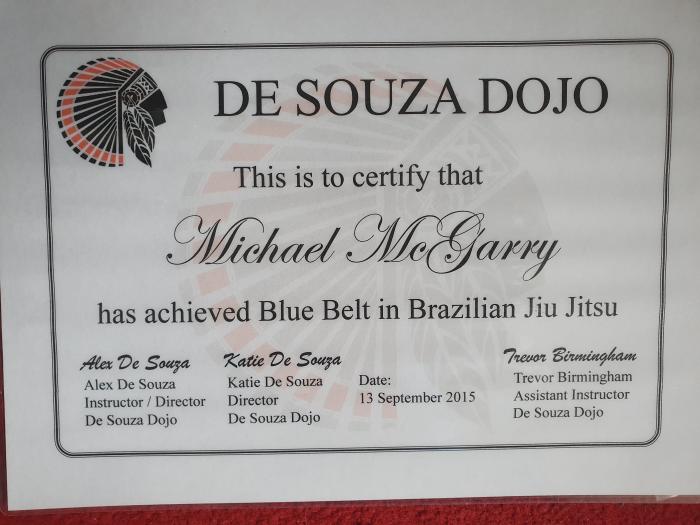 DE SOUZA DOJO
This is to certify that
Michael McGarry
has achieved Blue Belt in Brazilian Jiu Jitsu
Alex De Souza
Alex De Souza
Instructor / Director
De Souza Dojo
Katie De Souza
Katie De Souza
Director
De Souza Dojo
Date:
13 September 2015
Trevor Birmingham
Trevor Birmingham
Assistant Instructor
De Souza Dojo